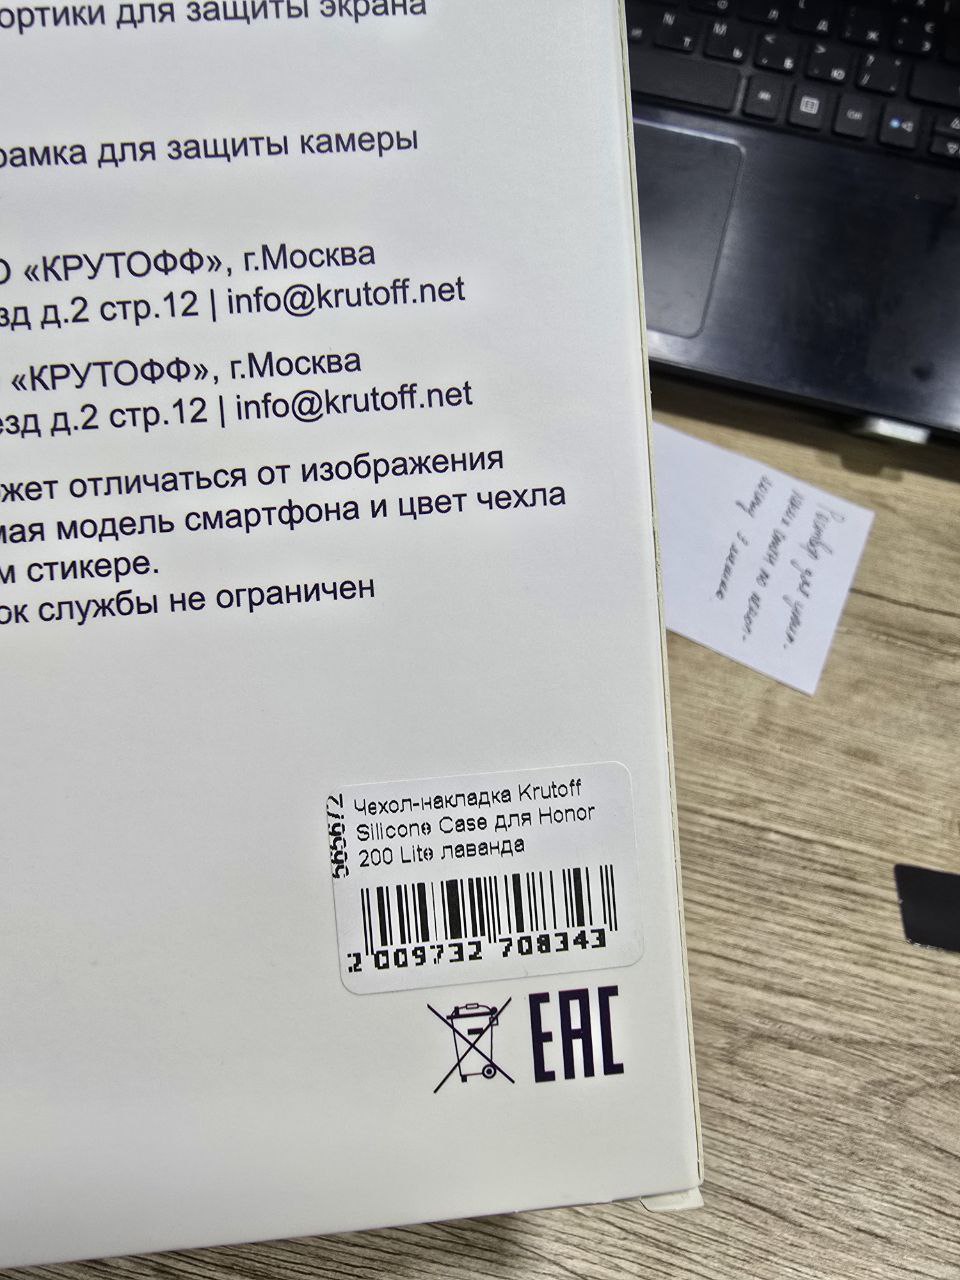 ортики для защиты экрана
рамка для защиты камеры
О «КРУТОФФ», г.Москва
зд д.2 стр.12 | info@krutoff.net
«КРУТОФФ», г.Москва
езд д.2 стр.12 | info@krutoff.net
жет отличаться от изображения
мая модель смартфона и цвет чехла
м стикере.
ок службы не ограничен
565672
Чехол-накладка Krutoff
Silicone Case для Honor
200 Lite лаванда
2 009732 708343
EAC